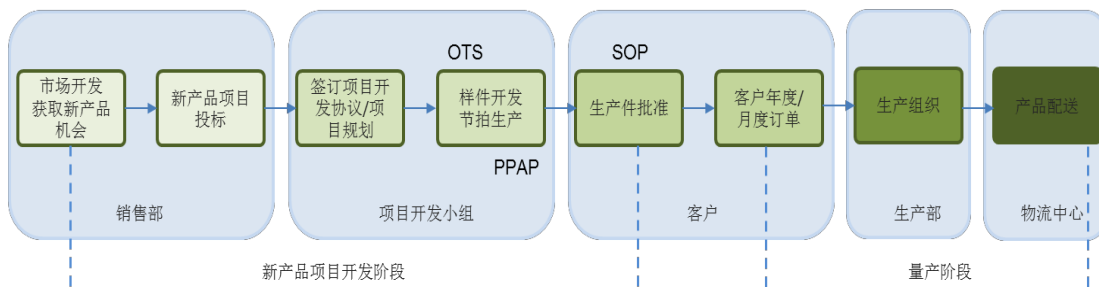 OTS
SOP
市场开发
获取新产品
机会
新产品项目
投标
签订项目开
发协议/项
目规划
样件开发
节拍生产
生产件批准
客户年度/
月度订单
生产组织
产品配送
PPAP
销售部
项目开发小组
客户
生产部
物流中心
新产品项目开发阶段
量产阶段